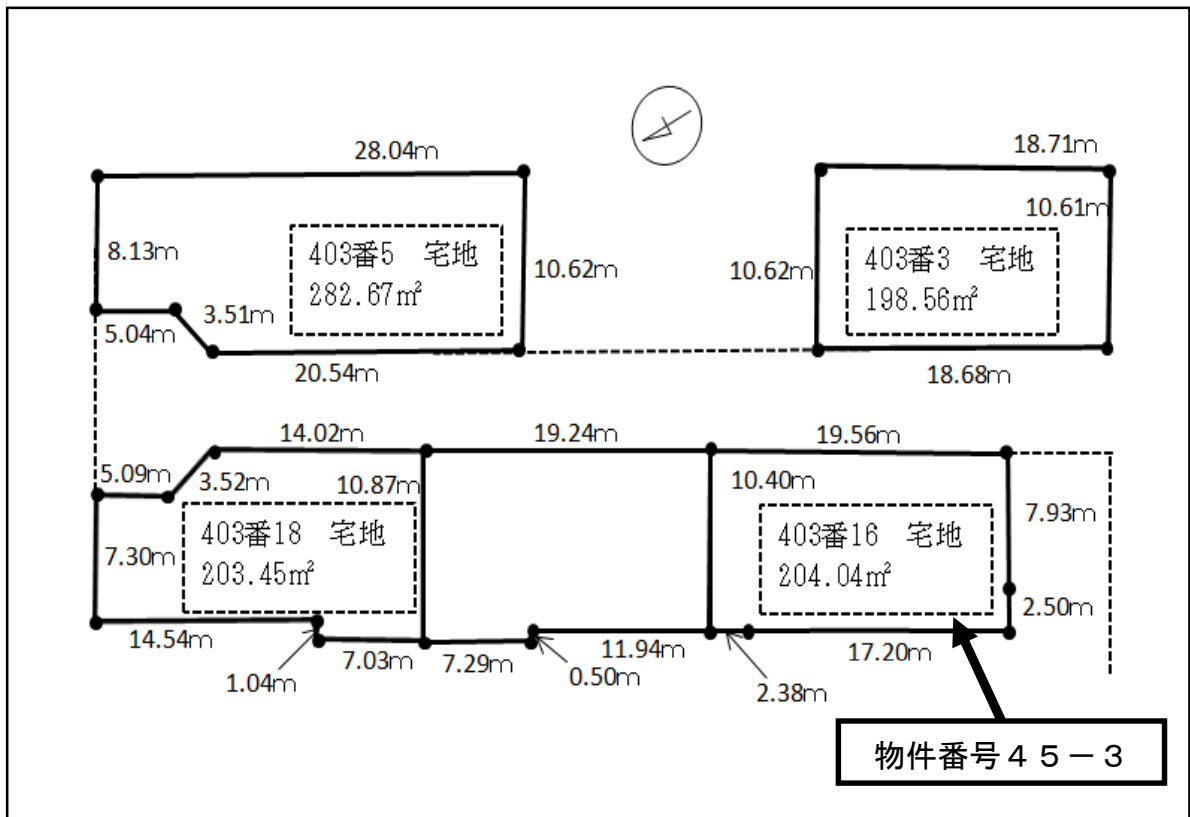 28.04m
18.71m
8.13m
403番5　宅地
282.67㎡
10.62m
10.62m
10.61m
403番3　宅地
198.56㎡
5.04m
3.51m
20.54m
18.68m
14.02m
19.24m
19.56m
5.09m
3.52m
10.87m
10.40m
7.93m
7.30m
403番18　宅地
203.45㎡
403番16　宅地
204.04㎡
2.50m
14.54m
1.04m
7.03m
7.29m
0.50m
11.94m
2.38m
17.20m
物件番号４５－３